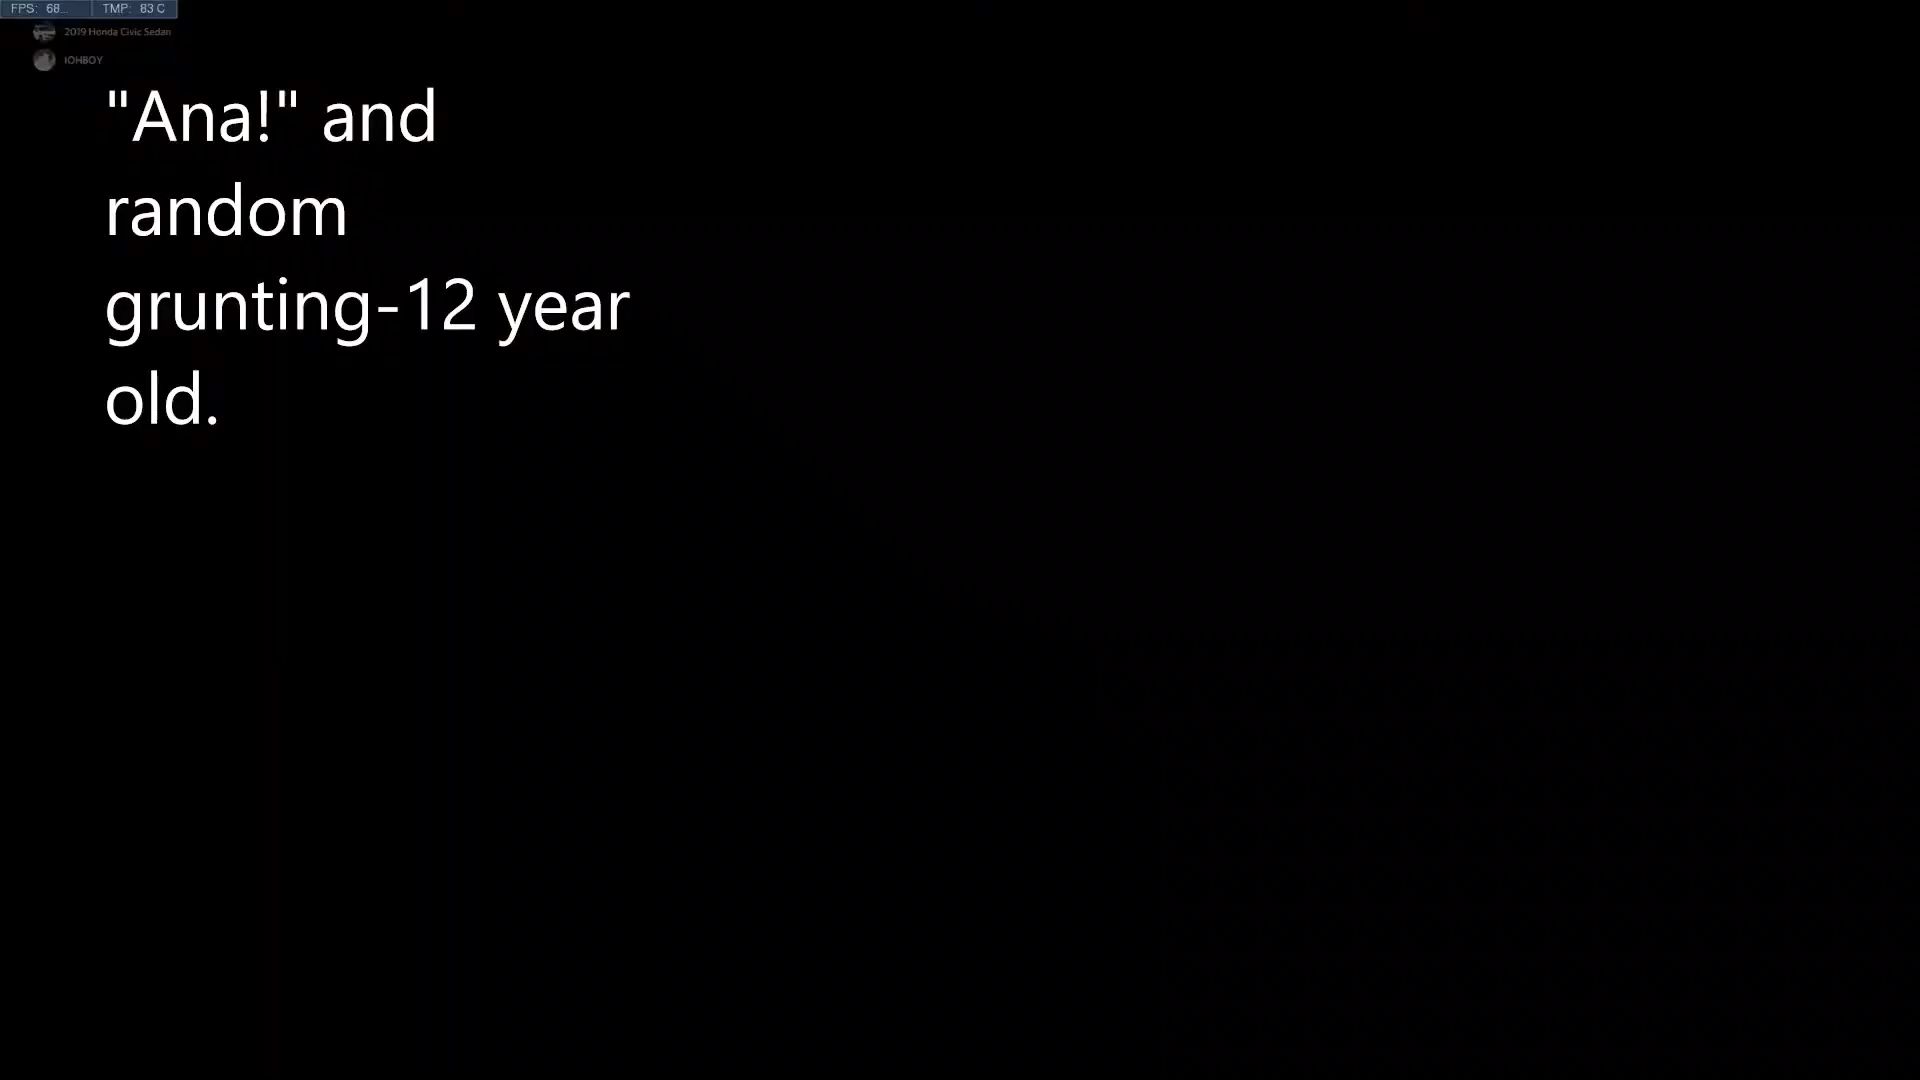 FPS: 68... TMP: 83 C
2019 Honda Civic Sedan
IOHBOY
"Ana!" and
random
grunting-12 year
old.